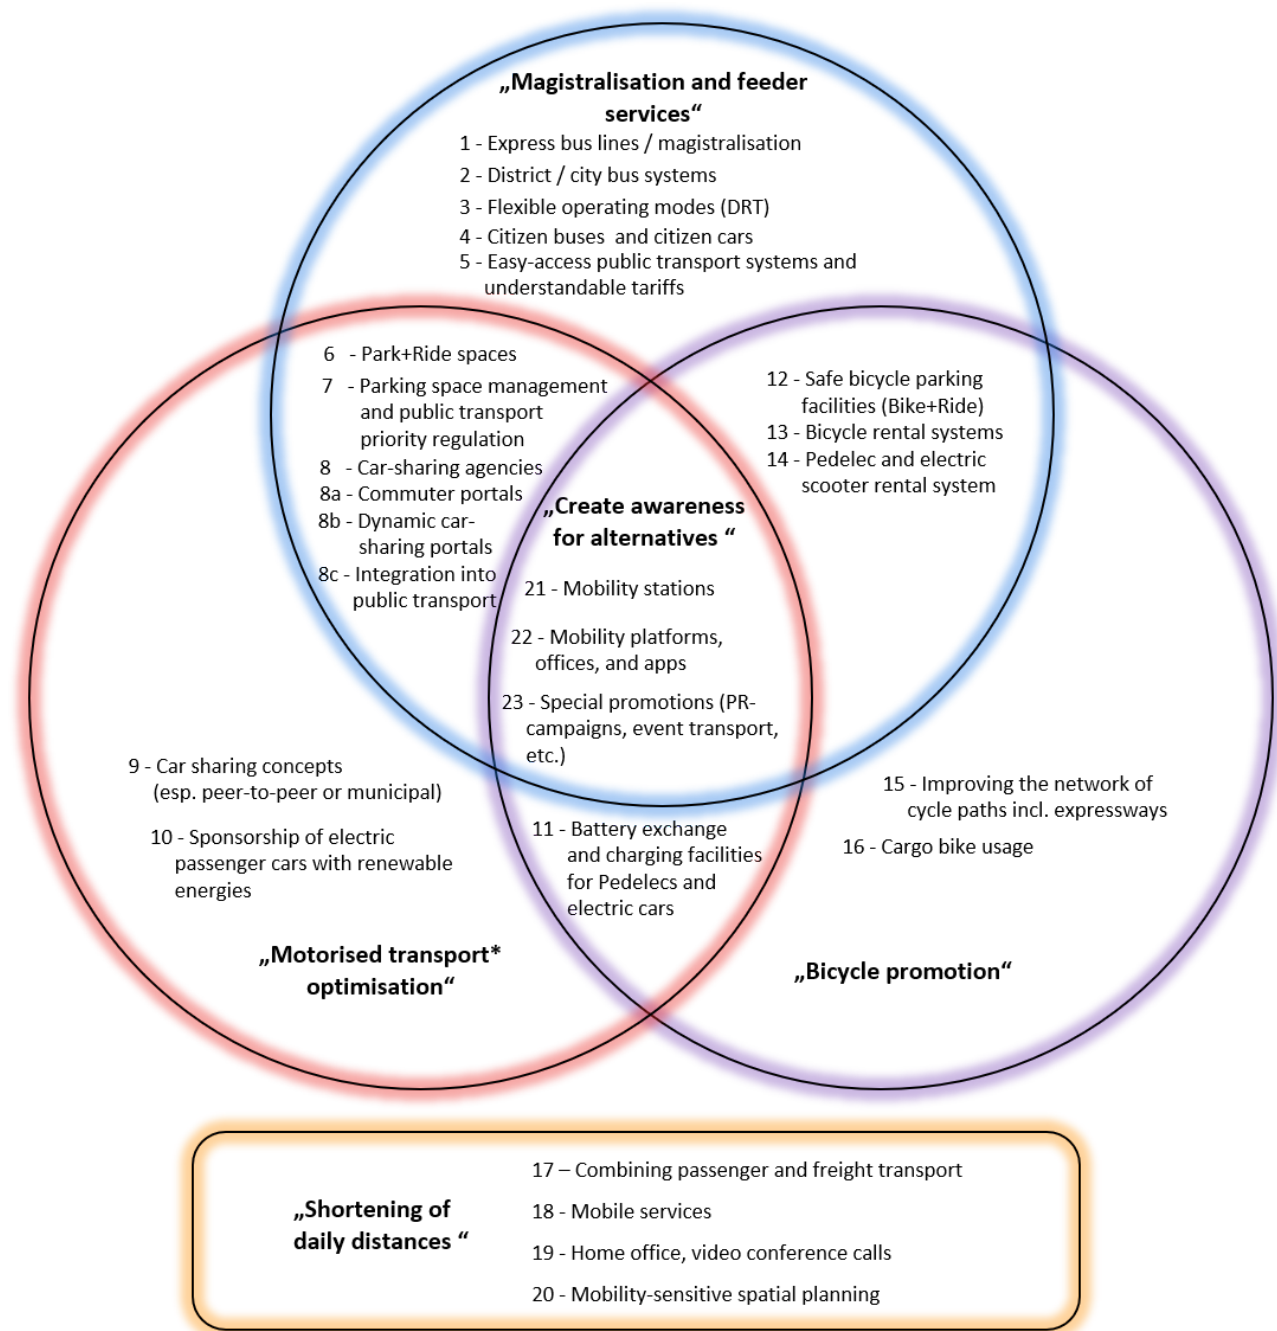 „Magistralisation and feeder
services“
1 - Express bus lines / magistralisation
2 - District / city bus systems
3 - Flexible operating modes (DRT)
4 - Citizen buses  and citizen cars
5 - Easy-access public transport systems and
understandable tariffs
6 - Park+Ride spaces
7 - Parking space management
and public transport
priority regulation
8 - Car-sharing agencies
8a - Commuter portals
8b - Dynamic car-
sharing portals
8c - Integration into
public transport
12 - Safe bicycle parking
facilities (Bike+Ride)
13 - Bicycle rental systems
14 - Pedelec and electric
scooter rental system
„Create awareness
for alternatives “
21 - Mobility stations
22 - Mobility platforms,
offices, and apps
23 - Special promotions (PR-
campaigns, event transport,
etc.)
9 - Car sharing concepts
(esp. peer-to-peer or municipal)
10 - Sponsorship of electric
passenger cars with renewable
energies
11 - Battery exchange
and charging facilities
for Pedelecs and
electric cars
15 - Improving the network of
cycle paths incl. expressways
16 - Cargo bike usage
„Motorised transport*
optimisation“
„Bicycle promotion“
„Shortening of
daily distances “
17 – Combining passenger and freight transport
18 - Mobile services
19 - Home office, video conference calls
20 - Mobility-sensitive spatial planning